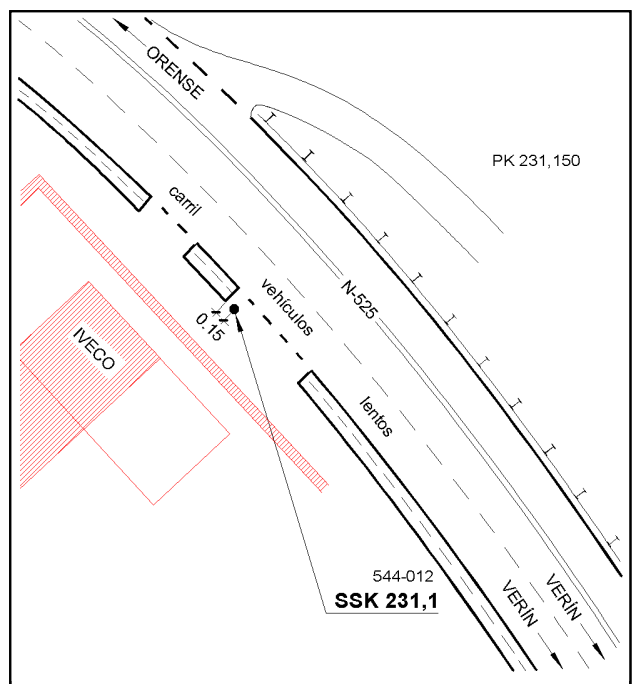 ORENSE
PK 231,150
carril
vehículos
N-525
0.15
IVECO
lentos
544-012
SSK 231,1
VERÍN
VERÍN